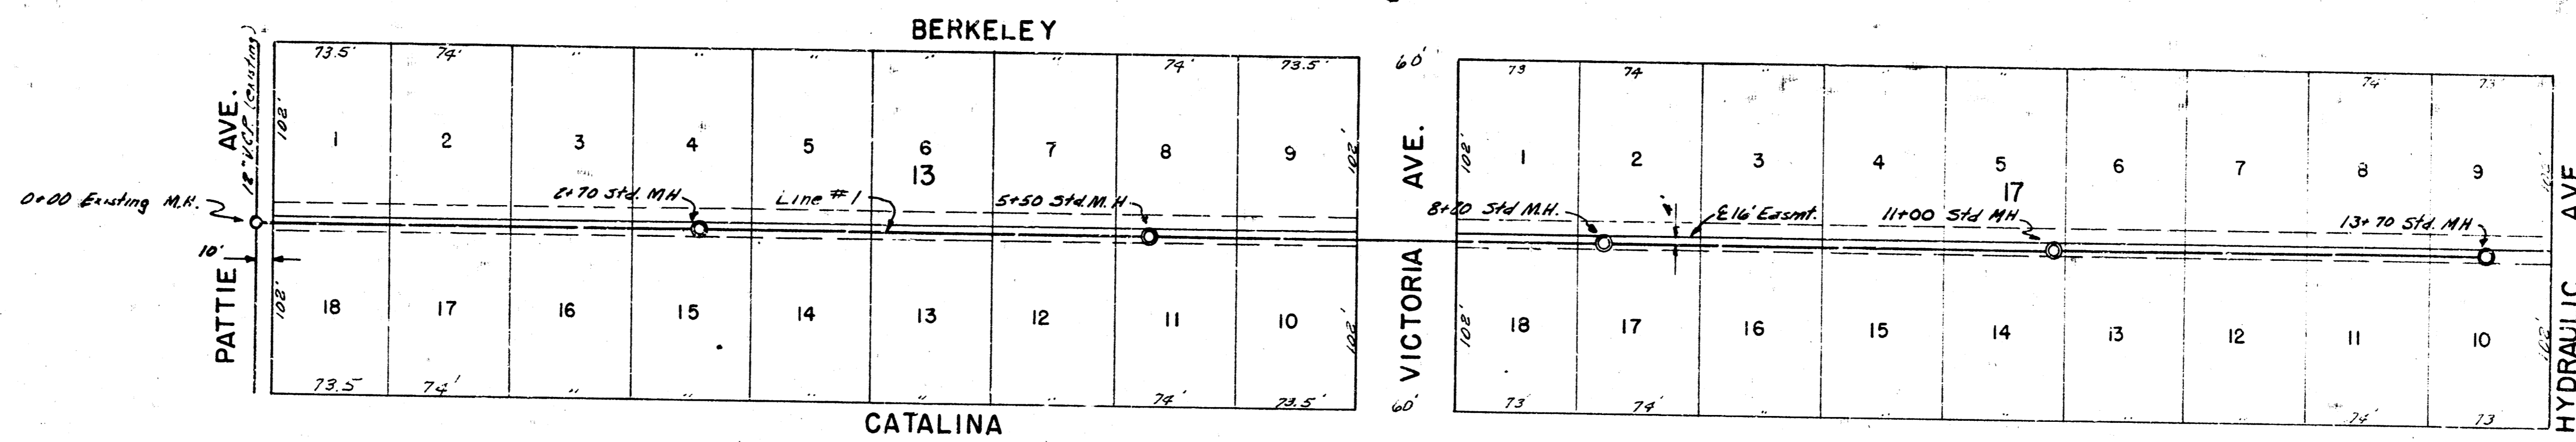 BERKELEY
PATTIE AVE.
18" V.C.P. (existing)
73.5' 74' " " " " " 74' 73.5'
60'
73 74 " " " " " 74' 73'
102' 102' 102' 102'
1 2 3 4 5 6 7 8 9
13
1 2 3 4 5 6 7 8 9
17
0+00 Existing M.H.
2+70 Std. MH
Line #1
5+50 Std. M.H
Std M.H.
16' Easmt.
11+00 Std MH
13+70 Std. MH
10'
VICTORIA AVE.
HYDRAULIC AVE
102' 102' 102' 102'
18 17 16 15 14 13 12 11 10
18 17 16 15 14 13 12 11 10
73.5 74' " " " " " 74' 73.5'
60'
73' 74' " " " " " 74' 73
CATALINA